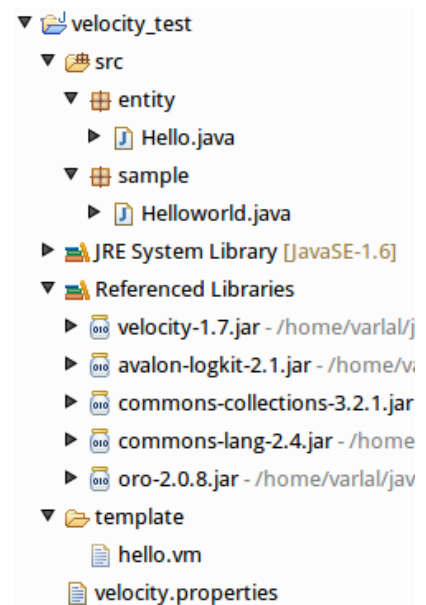 velocity_test
src
entity
Hello.java
sample
Helloworld.java
JRE System Library [JavaSE-1.6]
Referenced Libraries
velocity-1.7.jar - /home/varlal/j
avalon-logkit-2.1.jar - /home/va
commons-collections-3.2.1.jar
commons-lang-2.4.jar - /home
oro-2.0.8.jar - /home/varlal/jav
template
hello.vm
velocity.properties